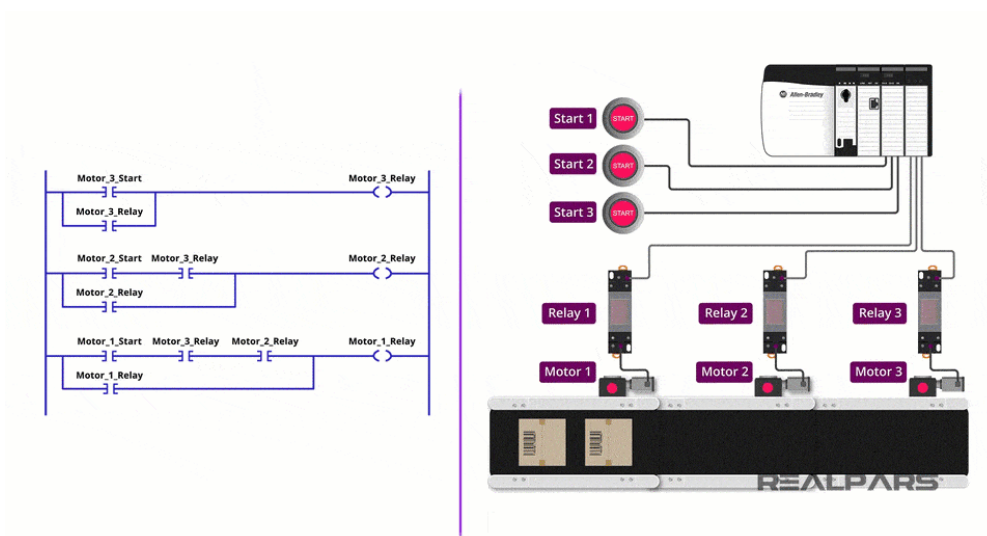 Motor_3_Start
Motor_3_Relay
Motor_3_Relay
Motor_2_Start
Motor_3_Relay
Motor_2_Relay
Motor_2_Relay
Motor_1_Start
Motor_3_Relay
Motor_2_Relay
Motor_1_Relay
Motor_1_Relay
Allen-Bradley
Start 1
START
Start 2
START
Start 3
START
Relay 1
Relay 2
Relay 3
Motor 1
Motor 2
Motor 3
REALPARS